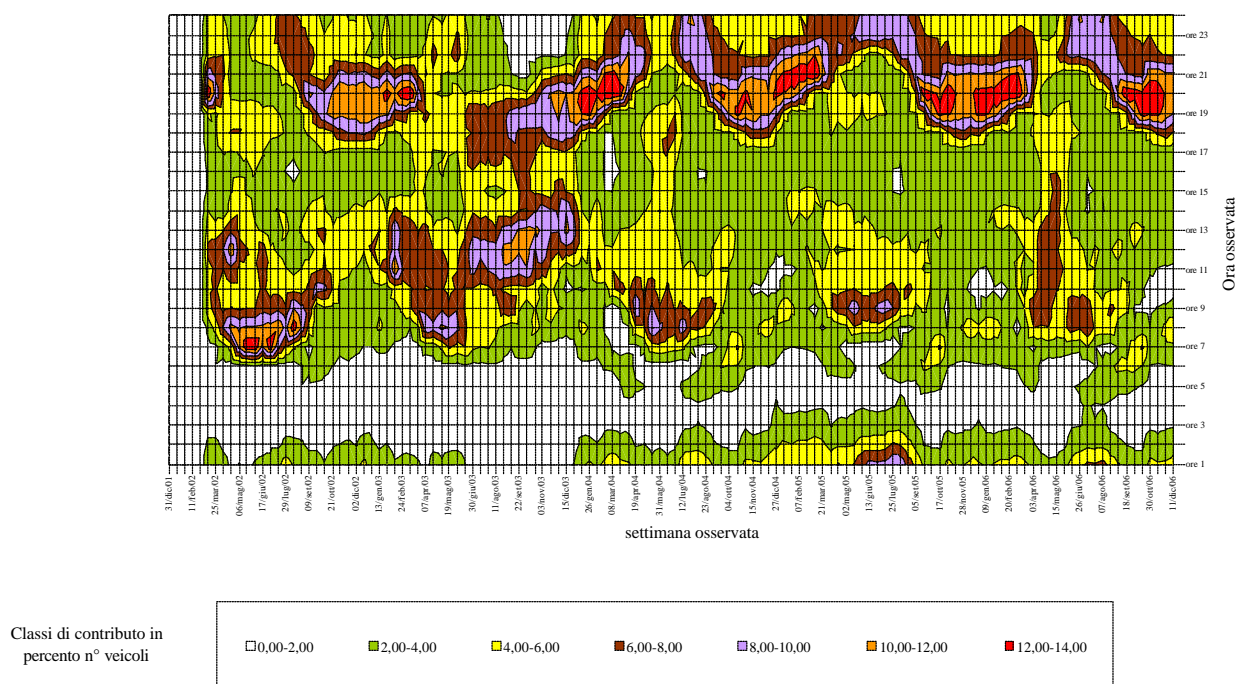 ore 23
ore 21
ore 19
ore 17
ore 15
ore 13
ore 11
ore 9
ore 7
ore 5
ore 3
ore 1
Ora osservata
31/dic/01
11/feb/02
25/mar/02
06/mag/02
17/giu/02
29/lug/02
09/set/02
21/ott/02
02/dic/02
13/gen/03
24/feb/03
07/apr/03
19/mag/03
30/giu/03
11/ago/03
22/set/03
03/nov/03
15/dic/03
26/gen/04
08/mar/04
19/apr/04
31/mag/04
12/lug/04
23/ago/04
04/ott/04
15/nov/04
27/dic/04
07/feb/05
21/mar/05
02/mag/05
13/giu/05
25/lug/05
05/set/05
17/ott/05
28/nov/05
09/gen/06
20/feb/06
03/apr/06
15/mag/06
26/giu/06
07/ago/06
18/set/06
30/ott/06
11/dic/06
settimana osservata
Classi di contributo in
percento n° veicoli
0,00-2,00
2,00-4,00
4,00-6,00
6,00-8,00
8,00-10,00
10,00-12,00
12,00-14,00